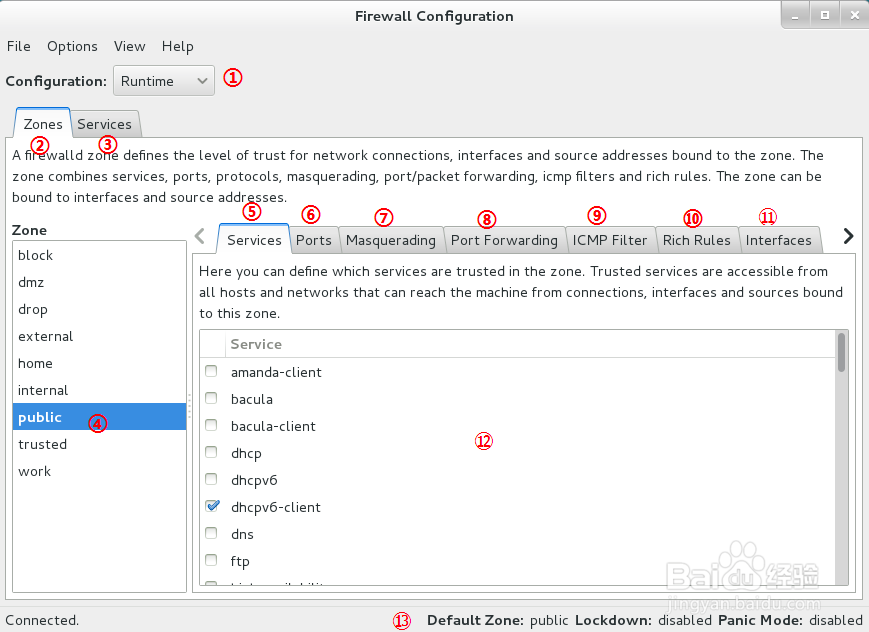 Firewall Configuration
File Options View Help
Configuration: Runtime ①
Zones Services
② ③
A firewalld zone defines the level of trust for network connections, interfaces and source addresses bound to the zone. The
zone combines services, ports, protocols, masquerading, port/packet forwarding, icmp filters and rich rules. The zone can be
bound to interfaces and source addresses.
⑤ ⑥ ⑦ ⑧ ⑨ ⑩ ⑪
Zone
Services Ports Masquerading Port Forwarding ICMP Filter Rich Rules Interfaces
block
dmz
drop
external
home
internal
public ④
trusted
work
Here you can define which services are trusted in the zone. Trusted services are accessible from
all hosts and networks that can reach the machine from connections, interfaces and sources bound
to this zone.
Service
amanda-client
bacula
bacula-client
⑫
dhcp
dhcpv6
dhcpv6-client
dns
ftp
Baidu 经验
jingyan.baidu.com
Connected. ⑬ Default Zone: public Lockdown: disabled Panic Mode: disabled